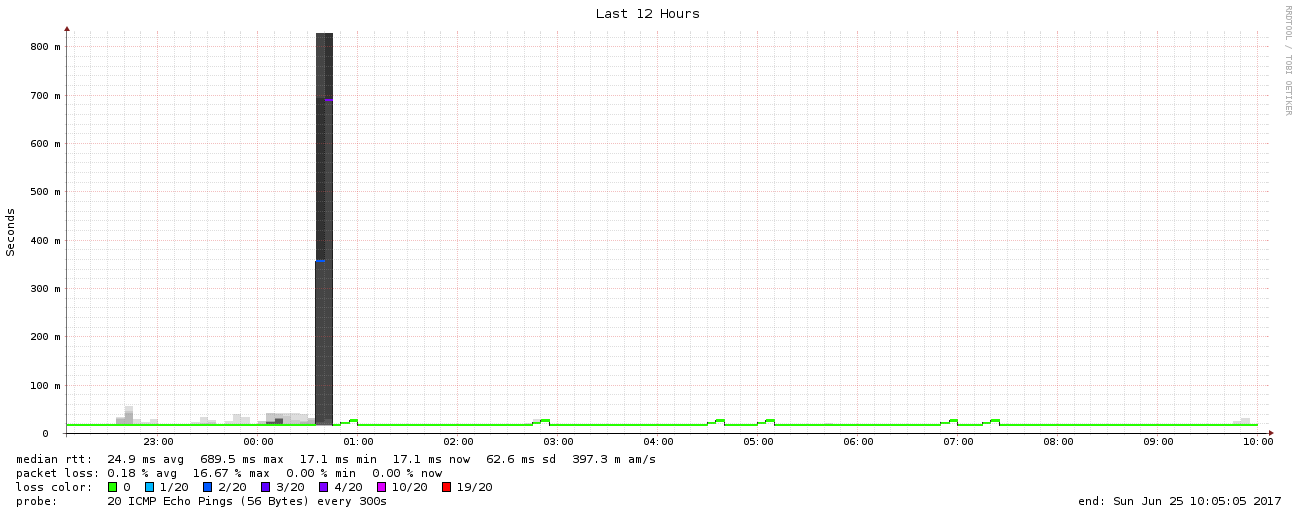 Last 12 Hours
RRDTOOL / TOBI OETIKER
Seconds
800 m
700 m
600 m
500 m
400 m
300 m
200 m
100 m
0
23:00 00:00 01:00 02:00 03:00 04:00 05:00 06:00 07:00 08:00 09:00 10:00
median rtt: 24.9 ms avg 689.5 ms max 17.1 ms min 17.1 ms now 62.6 ms sd 397.3 m am/s
packet loss: 0.18 % avg 16.67 % max 0.00 % min 0.00 % now
loss color: 0 1/20 2/20 3/20 4/20 10/20 19/20
probe: 20 ICMP Echo Pings (56 Bytes) every 300s end: Sun Jun 25 10:05:05 2017